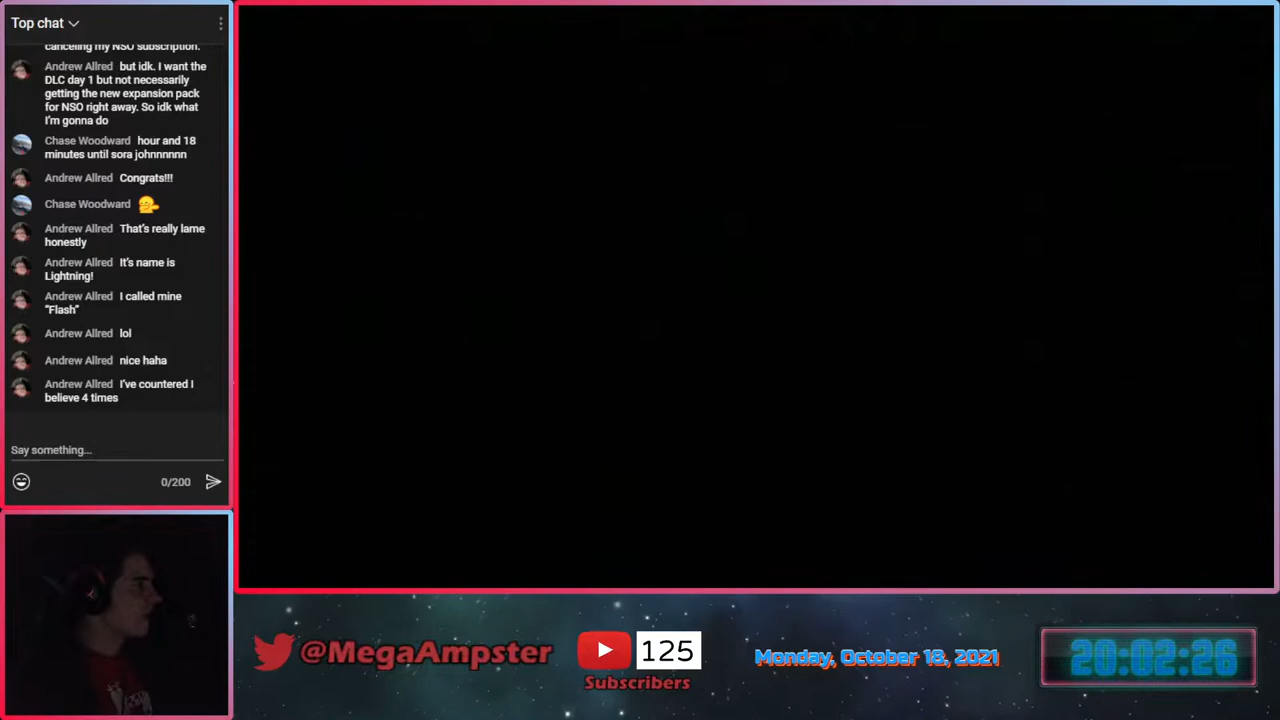 Top chat
canceling my NSO subscription.
Andrew Allred but idk. I want the
DLC day 1 but not necessarily
getting the new expansion pack
for NSO right away. So idk what
I'm gonna do
Chase Woodward hour and 18
minutes until sora johnnnnnn
Andrew Allred Congrats!!!
Chase Woodward
Andrew Allred That's really lame
honestly
Andrew Allred It's name is
Lightning!
Andrew Allred I called mine
“Flash”
Andrew Allred lol
Andrew Allred nice haha
Andrew Allred I've countered I
believe 4 times
Say something...
0/200
@MegaAmpster
125
Subscribers
Monday, October 18, 2021
20:02:26